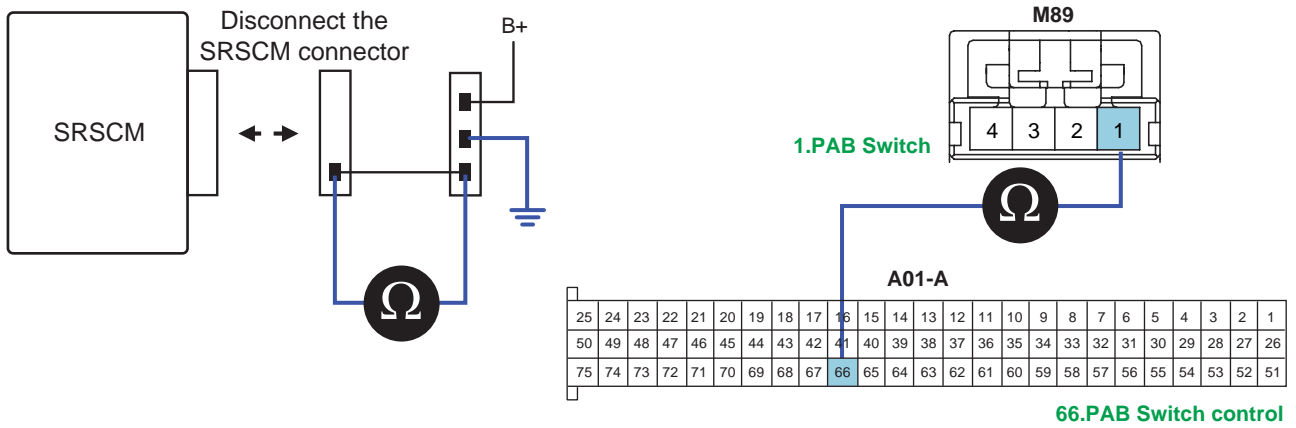 Disconnect the
SRSCM connector
B+
SRSCM
Ω
M89
4 3 2 1
1.PAB Switch
Ω
A01-A
25 24 23 22 21 20 19 18 17 16 15 14 13 12 11 10 9 8 7 6 5 4 3 2 1
50 49 48 47 46 45 44 43 42 41 40 39 38 37 36 35 34 33 32 31 30 29 28 27 26
75 74 73 72 71 70 69 68 67 66 65 64 63 62 61 60 59 58 57 56 55 54 53 52 51
66.PAB Switch control